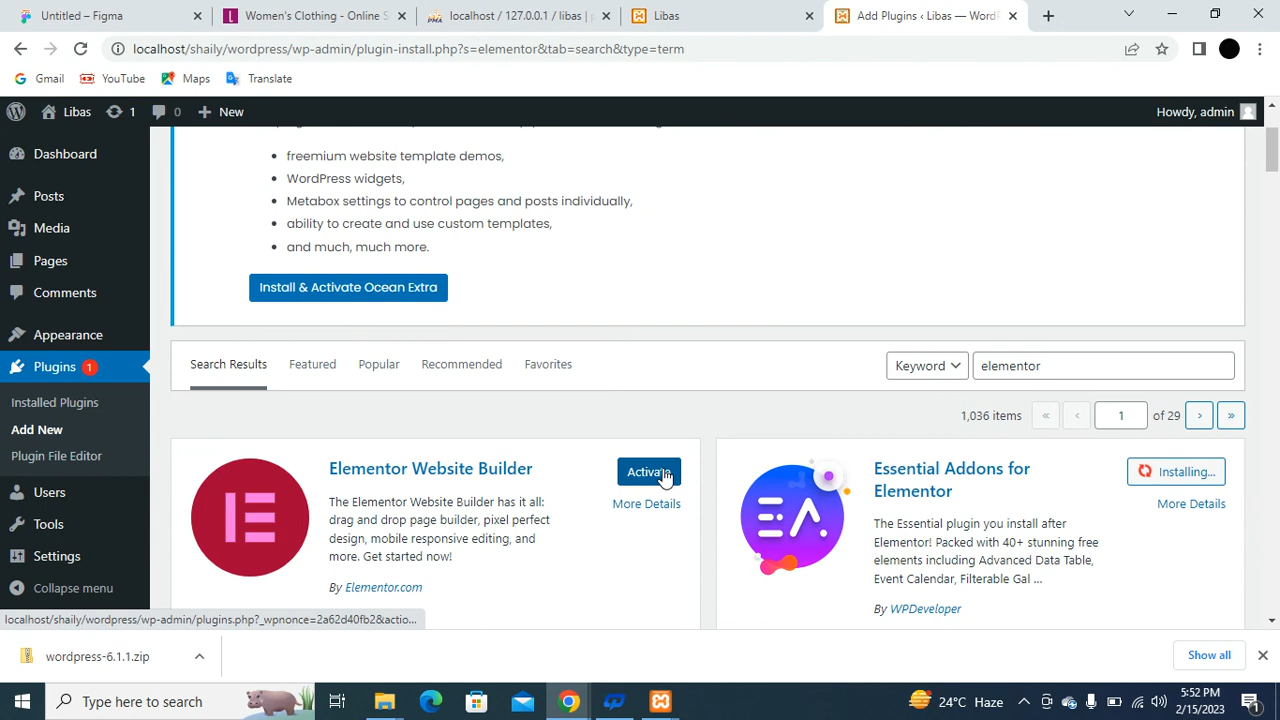 Untitled – Figma
Women's Clothing - Online S
localhost / 127.0.0.1 / libas | p
Libas
Add Plugins ‹ Libas — WordP
localhost/shaily/wordpress/wp-admin/plugin-install.php?s=elementor&tab=search&type=term
Gmail
YouTube
Maps
Translate
Libas
1
0
New
Howdy, admin
Dashboard
Posts
Media
Pages
Comments
Appearance
Plugins 1
Installed Plugins
Add New
Plugin File Editor
Users
Tools
Settings
Collapse menu
freemium website template demos,
WordPress widgets,
Metabox settings to control pages and posts individually,
ability to create and use custom templates,
and much, much more.
Install & Activate Ocean Extra
Search Results
Featured
Popular
Recommended
Favorites
Keyword
elementor
1,036 items
«
‹
1
of 29
›
»
Elementor Website Builder
Activate
More Details
The Elementor Website Builder has it all:
drag and drop page builder, pixel perfect
design, mobile responsive editing, and
more. Get started now!
By Elementor.com
Essential Addons for
Elementor
Installing...
More Details
The Essential plugin you install after
Elementor! Packed with 40+ stunning free
elements including Advanced Data Table,
Event Calendar, Filterable Gal ...
By WPDeveloper
localhost/shaily/wordpress/wp-admin/plugins.php?_wpnonce=2a62d40fb2&actio...
wordpress-6.1.1.zip
Show all
Type here to search
24°C Haze
5:52 PM
2/15/2023
1